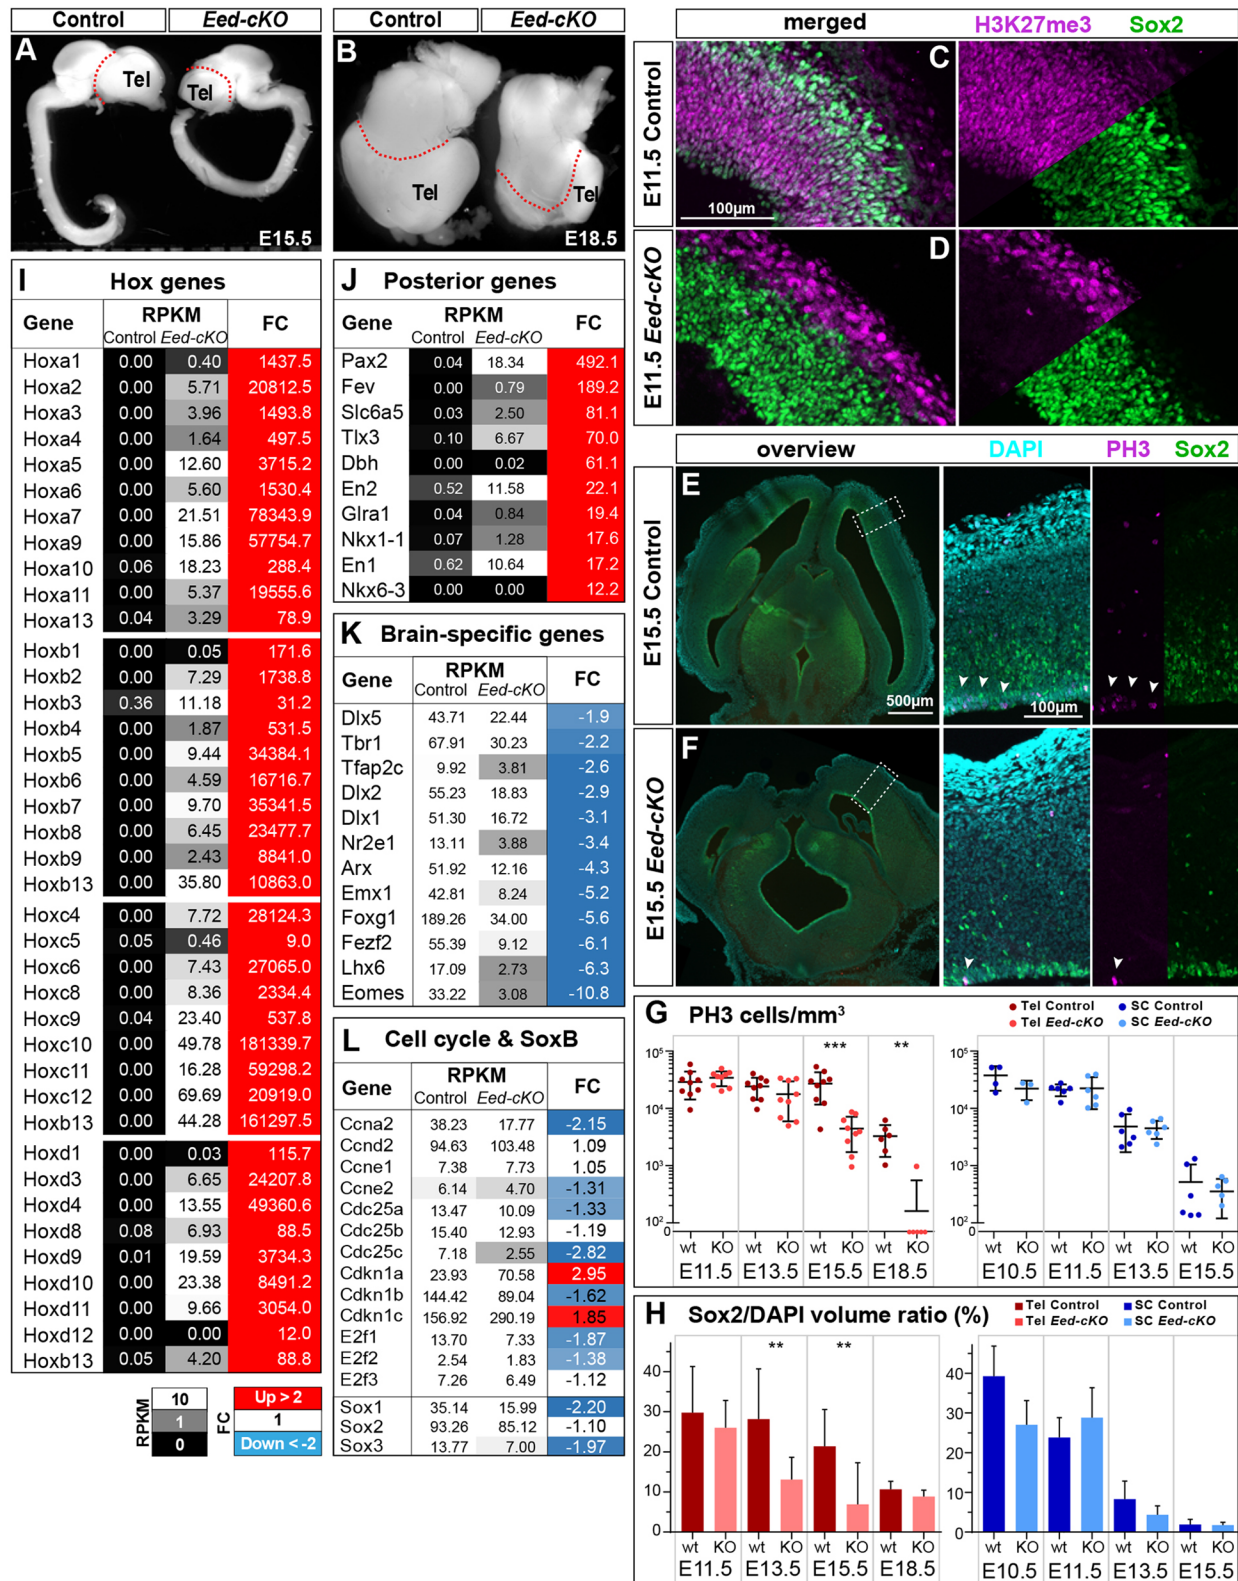 Control Eed-cKO Control Eed-cKO
A Tel Tel E15.5
B Tel Tel E18.5
merged H3K27me3 Sox2
E11.5 Control C 100µm
E11.5 Eed-cKO D
overview DAPI PH3 Sox2
E15.5 Control E 500µm 100µm
E15.5 Eed-cKO F
I Hox genes
Gene RPKM FC
Control Eed-cKO
Hoxa1 0.00 0.40 1437.5
Hoxa2 0.00 5.71 20812.5
Hoxa3 0.00 3.96 1493.8
Hoxa4 0.00 1.64 497.5
Hoxa5 0.00 12.60 3715.2
Hoxa6 0.00 5.60 1530.4
Hoxa7 0.00 21.51 78343.9
Hoxa9 0.00 15.86 57754.7
Hoxa10 0.06 18.23 288.4
Hoxa11 0.00 5.37 19555.6
Hoxa13 0.04 3.29 78.9
Hoxb1 0.00 0.05 171.6
Hoxb2 0.00 7.29 1738.8
Hoxb3 0.36 11.18 31.2
Hoxb4 0.00 1.87 531.5
Hoxb5 0.00 9.44 34384.1
Hoxb6 0.00 4.59 16716.7
Hoxb7 0.00 9.70 35341.5
Hoxb8 0.00 6.45 23477.7
Hoxb9 0.00 2.43 8841.0
Hoxb13 0.00 35.80 10863.0
Hoxc4 0.00 7.72 28124.3
Hoxc5 0.05 0.46 9.0
Hoxc6 0.00 7.43 27065.0
Hoxc8 0.00 8.36 2334.4
Hoxc9 0.04 23.40 537.8
Hoxc10 0.00 49.78 181339.7
Hoxc11 0.00 16.28 59298.2
Hoxc12 0.00 69.69 20919.0
Hoxb13 0.00 44.28 161297.5
Hoxd1 0.00 0.03 115.7
Hoxd3 0.00 6.65 24207.8
Hoxd4 0.00 13.55 49360.6
Hoxd8 0.08 6.93 88.5
Hoxd9 0.01 19.59 3734.3
Hoxd10 0.00 23.38 8491.2
Hoxd11 0.00 9.66 3054.0
Hoxd12 0.00 0.00 12.0
Hoxb13 0.05 4.20 88.8
RPKM 10 1 0
FC Up > 2 1 Down < -2
J Posterior genes
Gene RPKM FC
Control Eed-cKO
Pax2 0.04 18.34 492.1
Fev 0.00 0.79 189.2
Slc6a5 0.03 2.50 81.1
Tlx3 0.10 6.67 70.0
Dbh 0.00 0.02 61.1
En2 0.52 11.58 22.1
Glra1 0.04 0.84 19.4
Nkx1-1 0.07 1.28 17.6
En1 0.62 10.64 17.2
Nkx6-3 0.00 0.00 12.2
K Brain-specific genes
Gene RPKM FC
Control Eed-cKO
Dlx5 43.71 22.44 -1.9
Tbr1 67.91 30.23 -2.2
Tfap2c 9.92 3.81 -2.6
Dlx2 55.23 18.83 -2.9
Dlx1 51.30 16.72 -3.1
Nr2e1 13.11 3.88 -3.4
Arx 51.92 12.16 -4.3
Emx1 42.81 8.24 -5.2
Foxg1 189.26 34.00 -5.6
Fezf2 55.39 9.12 -6.1
Lhx6 17.09 2.73 -6.3
Eomes 33.22 3.08 -10.8
L Cell cycle & SoxB
Gene RPKM FC
Control Eed-cKO
Ccna2 38.23 17.77 -2.15
Ccnd2 94.63 103.48 1.09
Ccne1 7.38 7.73 1.05
Ccne2 6.14 4.70 -1.31
Cdc25a 13.47 10.09 -1.33
Cdc25b 15.40 12.93 -1.19
Cdc25c 7.18 2.55 -2.82
Cdkn1a 23.93 70.58 2.95
Cdkn1b 144.42 89.04 -1.62
Cdkn1c 156.92 290.19 1.85
E2f1 13.70 7.33 -1.87
E2f2 2.54 1.83 -1.38
E2f3 7.26 6.49 -1.12
Sox1 35.14 15.99 -2.20
Sox2 93.26 85.12 -1.10
Sox3 13.77 7.00 -1.97
G PH3 cells/mm³
Tel Control SC Control
Tel Eed-cKO SC Eed-cKO
*** **
10⁵ 10⁵
10⁴ 10⁴
10³ 10³
10² 10²
0 0
wt KO wt KO wt KO wt KO wt KO wt KO wt KO wt KO
E11.5 E13.5 E15.5 E18.5 E10.5 E11.5 E13.5 E15.5
H Sox2/DAPI volume ratio (%)
Tel Control SC Control
Tel Eed-cKO SC Eed-cKO
** **
40 40
30 30
20 20
10 10
0 0
wt KO wt KO wt KO wt KO wt KO wt KO wt KO wt KO
E11.5 E13.5 E15.5 E18.5 E10.5 E11.5 E13.5 E15.5